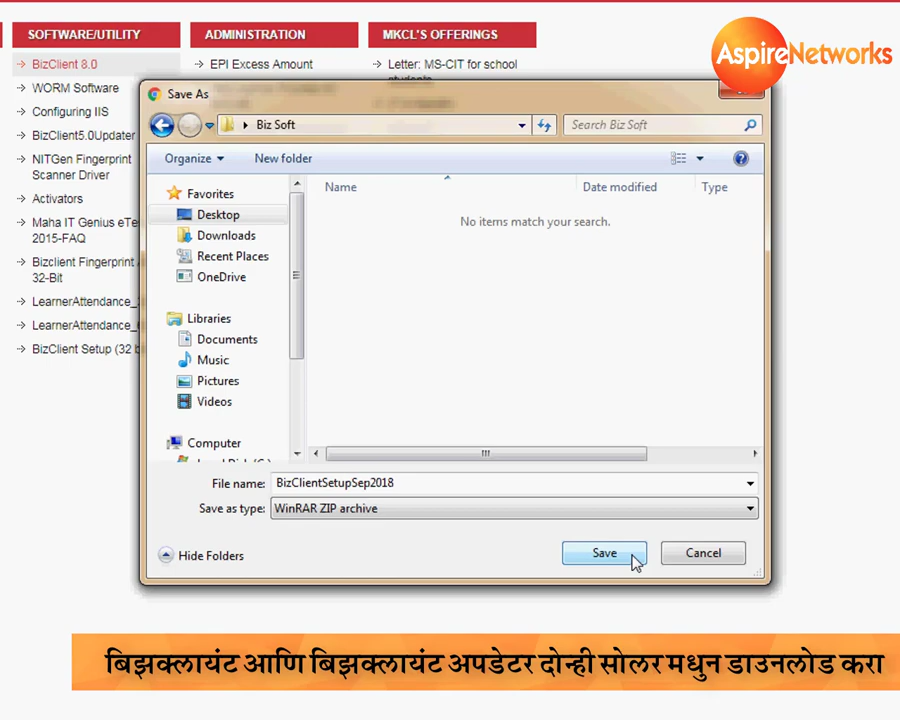 SOFTWARE/UTILITY
ADMINISTRATION
MKCL'S OFFERINGS
AspireNetworks
BizClient 8.0
EPI Excess Amount
Letter: MS-CIT for school
students
WORM Software
Configuring IIS
BizClient5.0Updater
NITGen Fingerprint
Scanner Driver
Activators
Maha IT Genius eTe
2015-FAQ
Bizclient Fingerprint
32-Bit
LearnerAttendance_
LearnerAttendance_
BizClient Setup (32 b
Save As
Biz Soft
Search Biz Soft
Organize
New folder
Name
Date modified
Type
No items match your search.
Favorites
Desktop
Downloads
Recent Places
OneDrive
Libraries
Documents
Music
Pictures
Videos
Computer
File name: BizClientSetupSep2018
Save as type: WinRAR ZIP archive
Hide Folders
Save
Cancel
बिझक्लायंट आणि बिझक्लायंट अपडेटर दोन्ही सोलर मधुन डाउनलोड करा